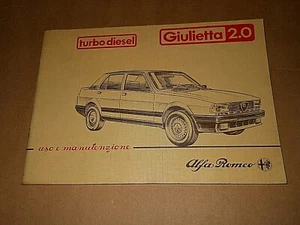 turbo diesel
Giulietta 2.0
uso e manutenzione
Alfa Romeo